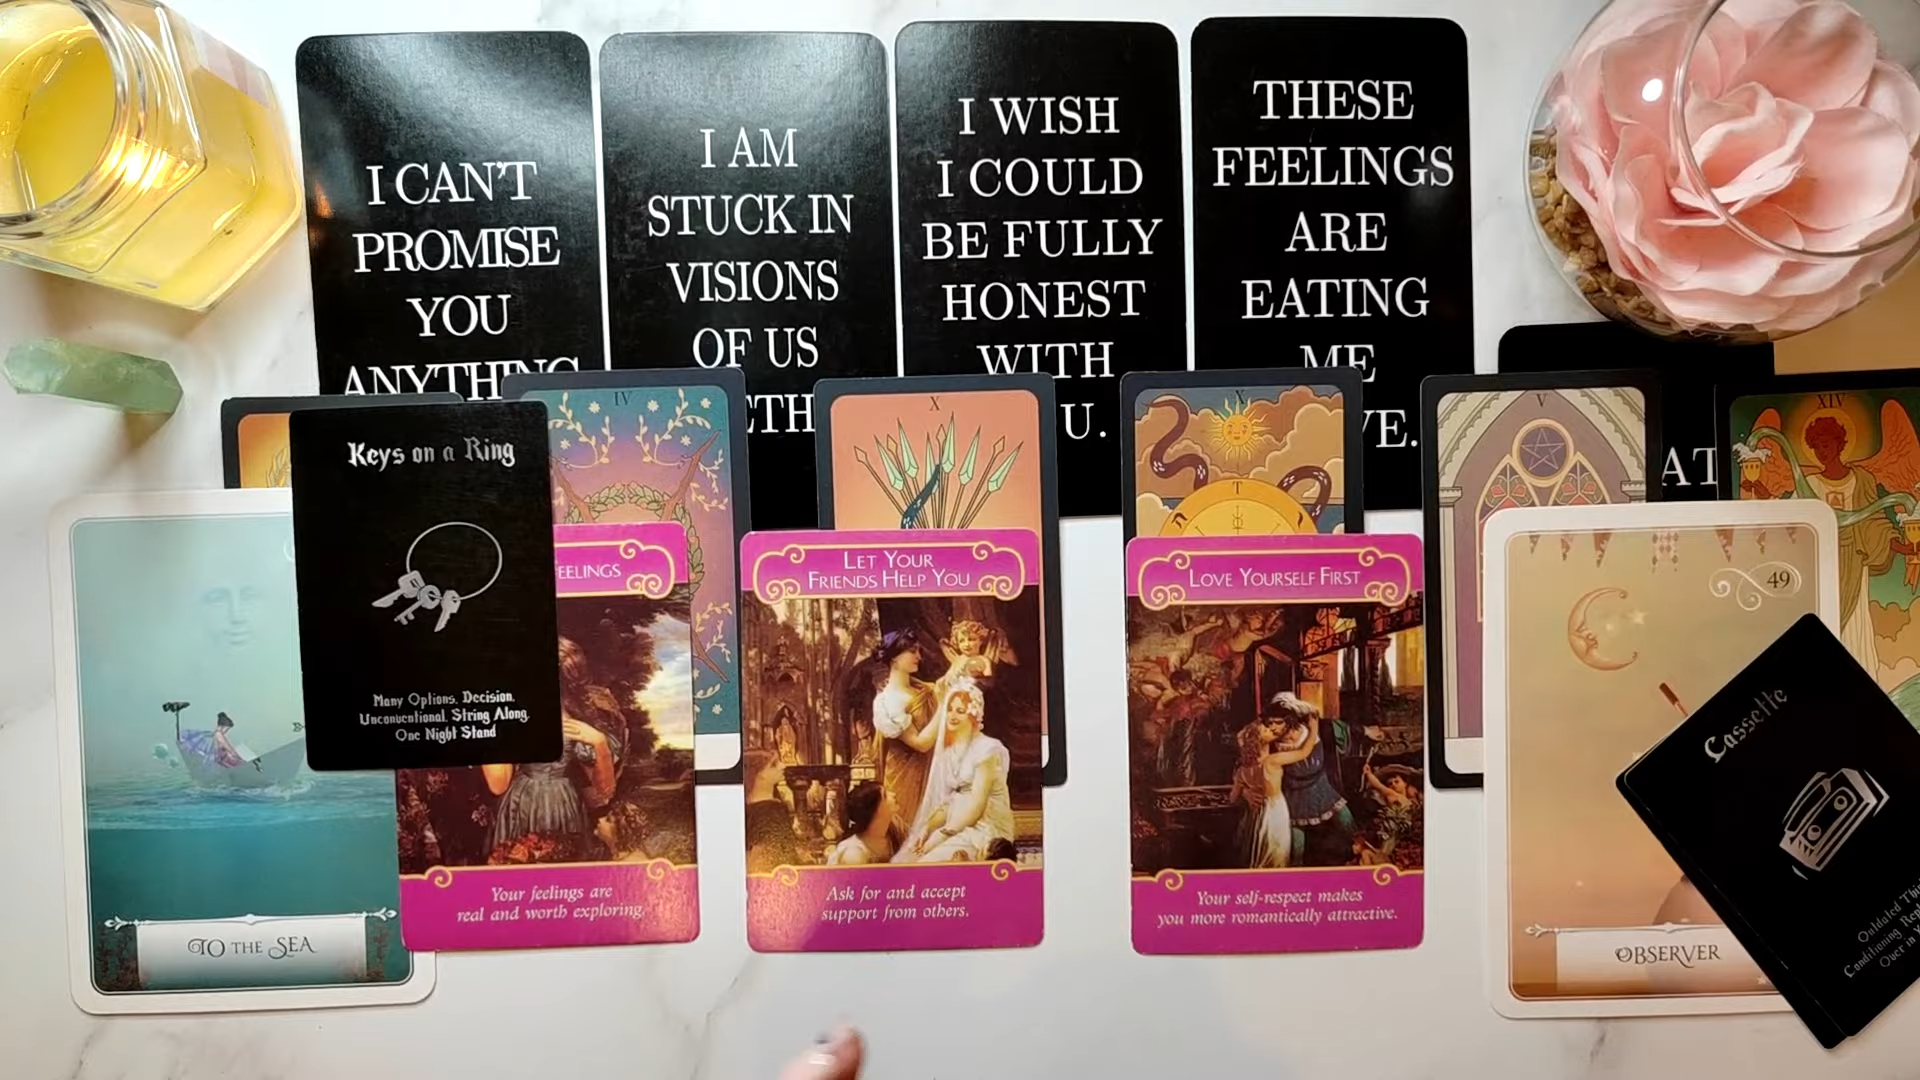 I CAN'T
PROMISE
YOU
ANYTHING
I AM
STUCK IN
VISIONS
OF US
I WISH
I COULD
BE FULLY
HONEST
WITH
U.
THESE
FEELINGS
ARE
EATING
ME
IV
X
X
T
V
XIV
Keys on a Ring
Many Options, Decision,
Unconventional, String Along,
One Night Stand
TO THE SEA
Your feelings are
real and worth exploring.
LET YOUR
FRIENDS HELP YOU
Ask for and accept
support from others.
LOVE YOURSELF FIRST
Your self-respect makes
you more romantically attractive.
49
OBSERVER
Cassette
Conditioning